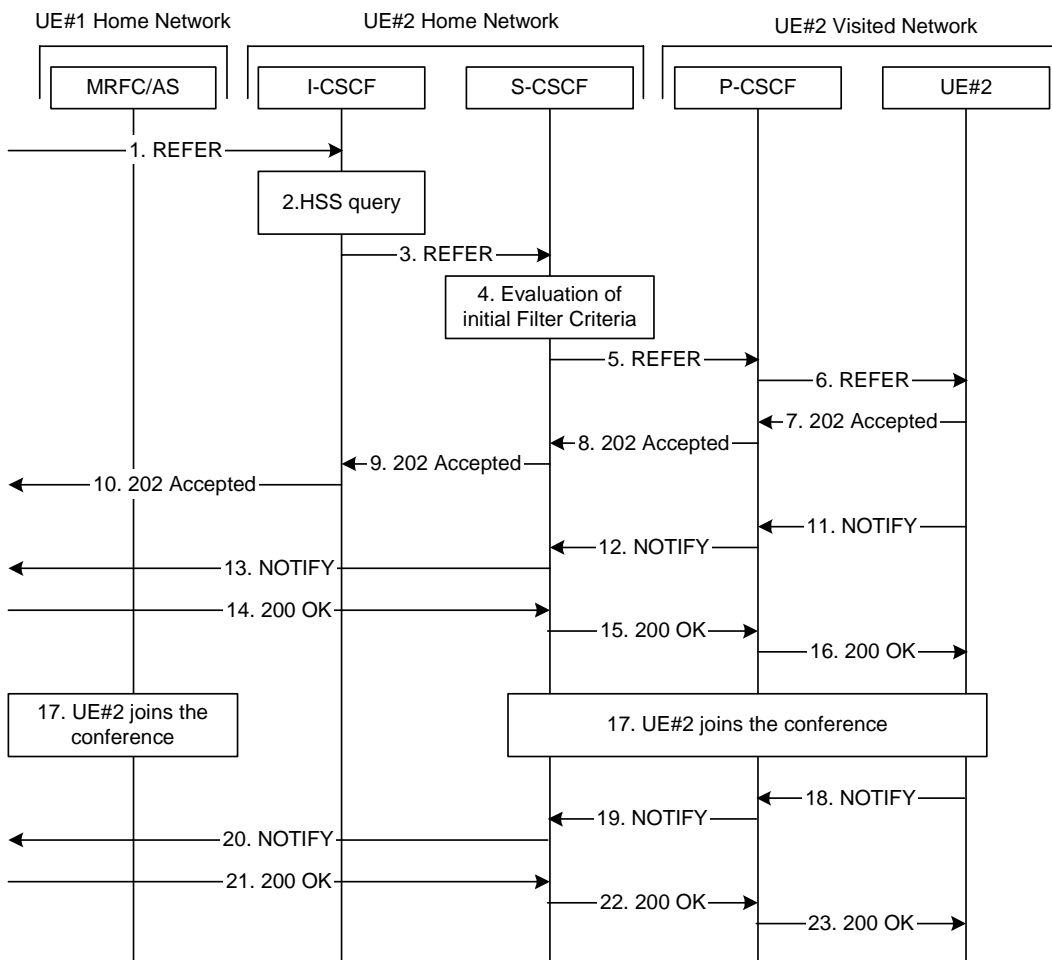 UE#1 Home Network
UE#2 Home Network
UE#2 Visited Network
MRFC/AS
I-CSCF
S-CSCF
P-CSCF
UE#2
1. REFER
2.HSS query
3. REFER
4. Evaluation of
initial Filter Criteria
5. REFER
6. REFER
7. 202 Accepted
8. 202 Accepted
9. 202 Accepted
10. 202 Accepted
11. NOTIFY
12. NOTIFY
13. NOTIFY
14. 200 OK
15. 200 OK
16. 200 OK
17. UE#2 joins the
conference
17. UE#2 joins the conference
18. NOTIFY
19. NOTIFY
20. NOTIFY
21. 200 OK
22. 200 OK
23. 200 OK